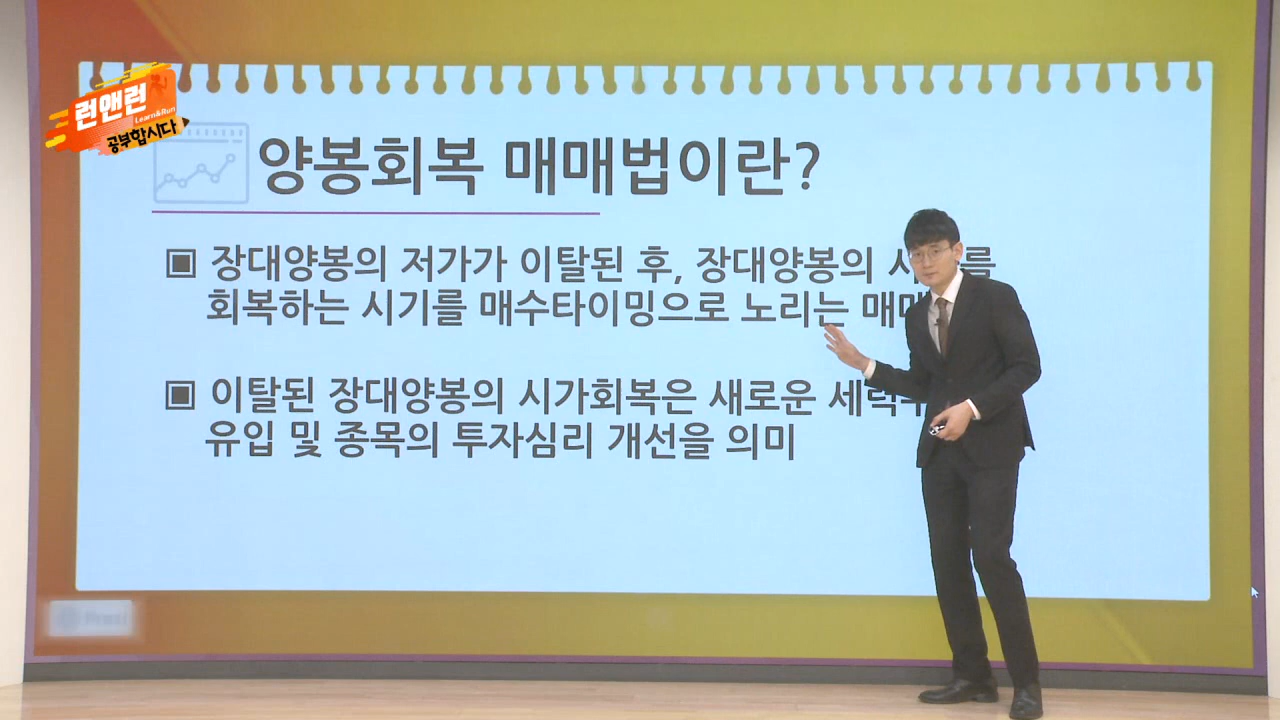 런앤런
Learn&Run
공부합시다
양봉회복 매매법이란?
▣ 장대양봉의 저가가 이탈된 후, 장대양봉의
회복하는 시기를 매수타이밍으로 노리는
▣ 이탈된 장대양봉의 시가회복은 새로운
유입 및 종목의 투자심리 개선을 의미